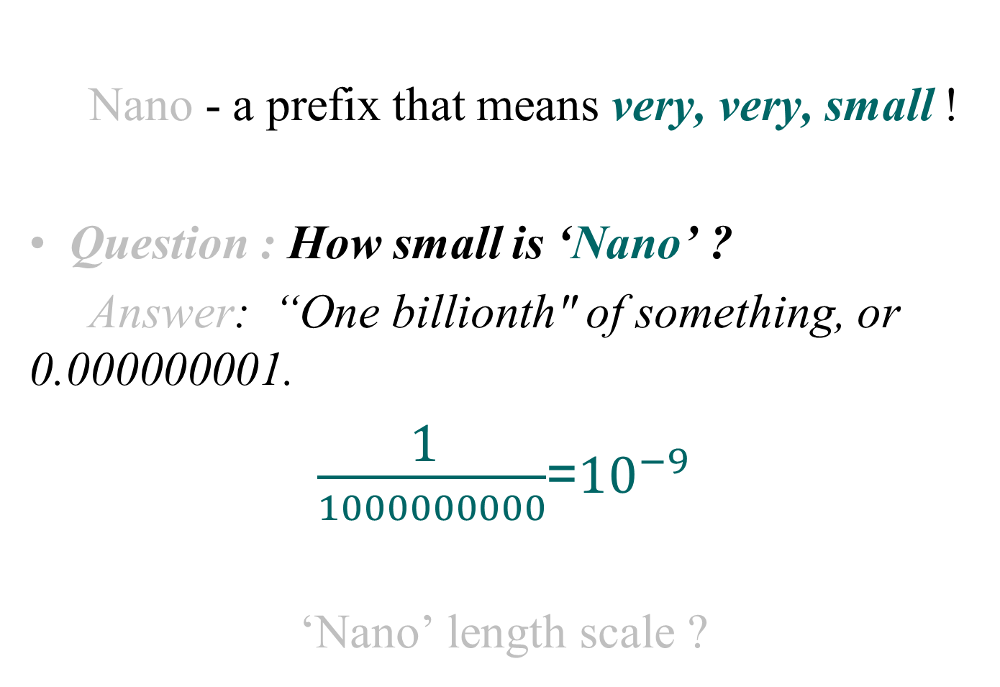 Nano - a prefix that means very, very, small !
• Question : How small is ‘Nano’ ?
Answer: “One billionth" of something, or
0.000000001.
1
1000000000
=10⁻⁹
‘Nano’ length scale ?